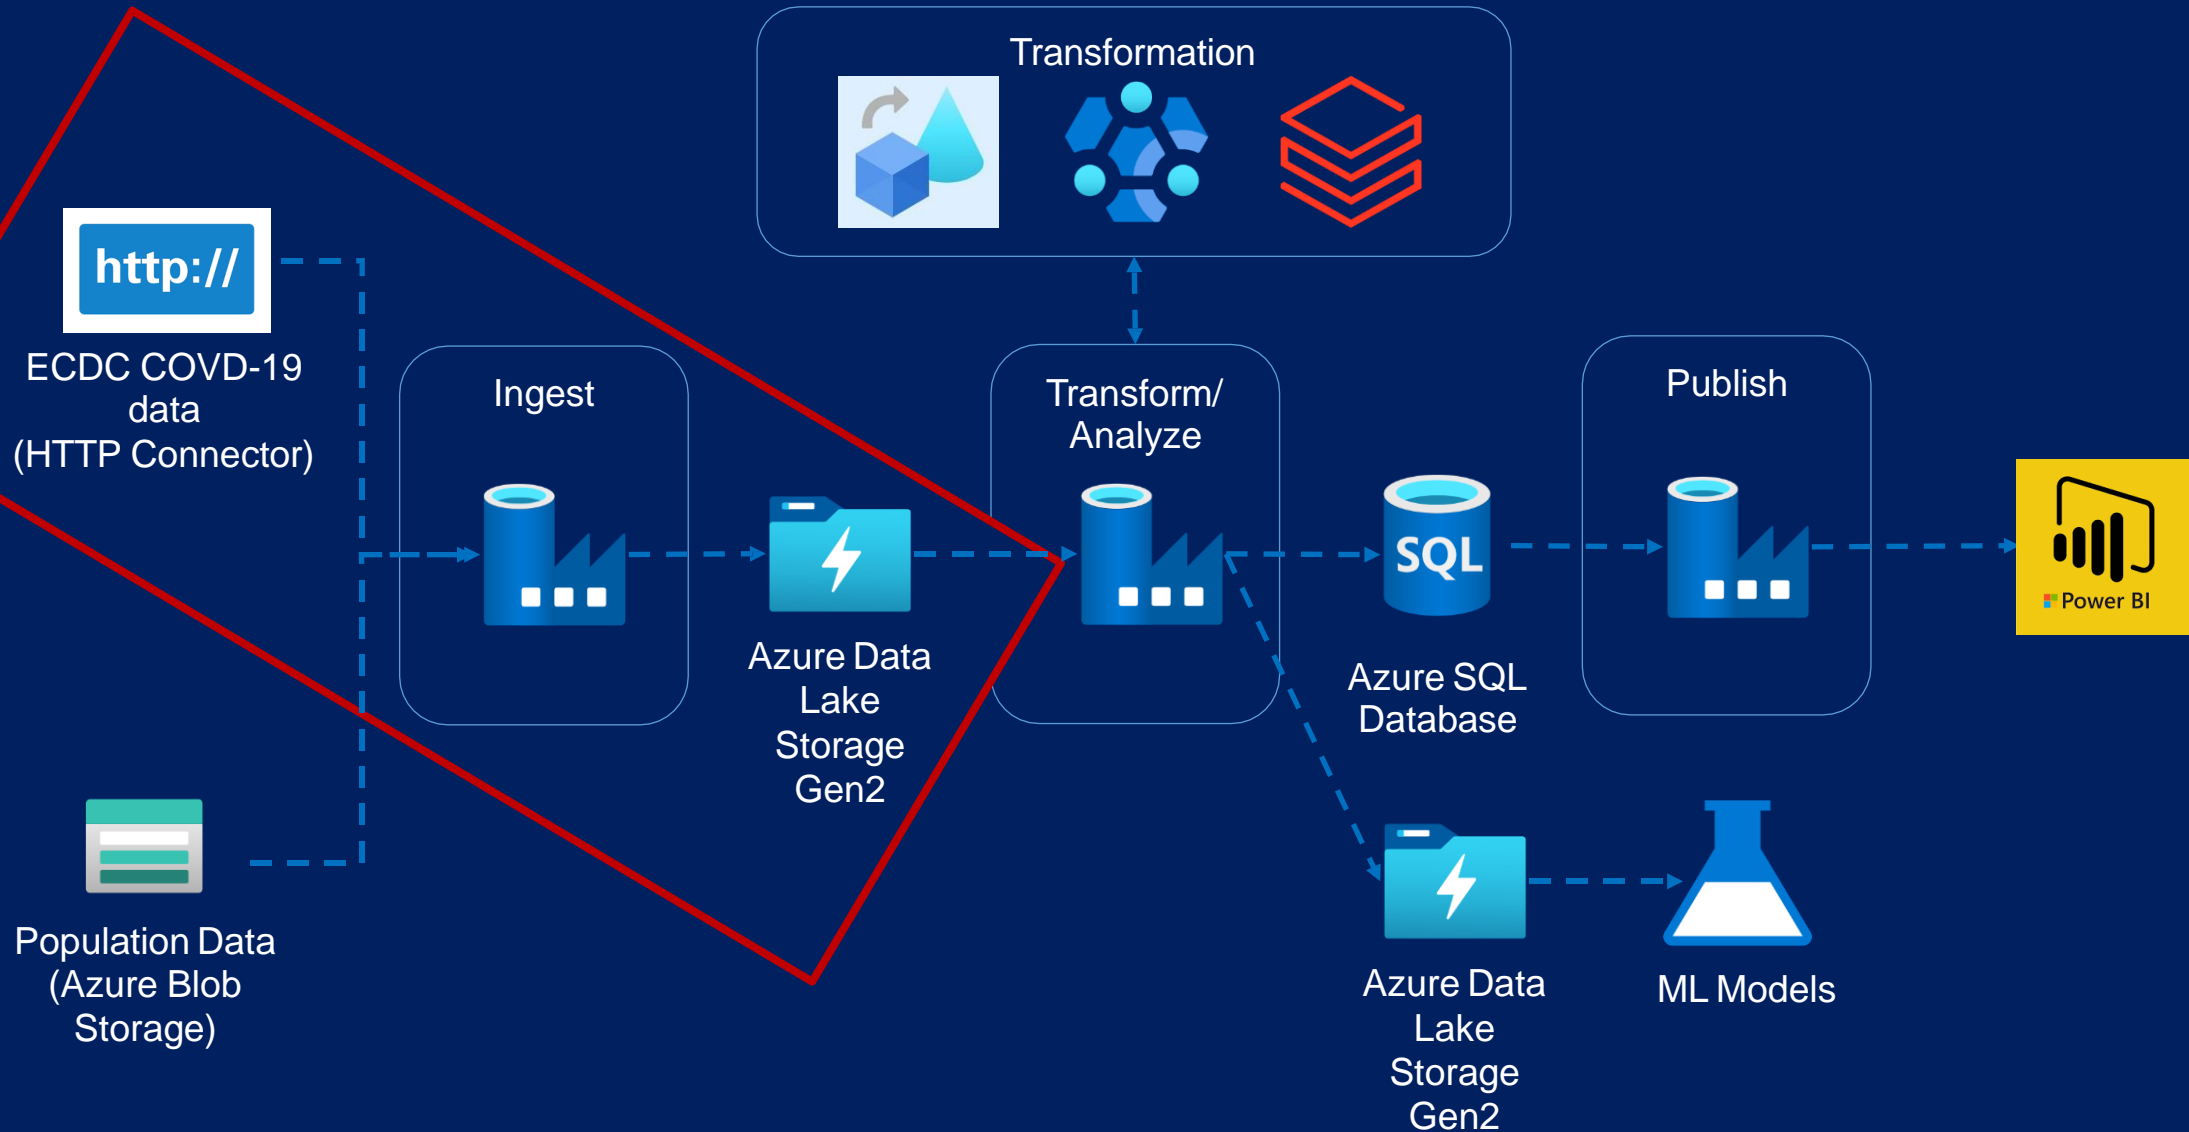 Transformation
http://
ECDC COVD-19
data
(HTTP Connector)
Ingest
Transform/
Analyze
Publish
SQL
Power BI
Azure Data
Lake
Storage
Gen2
Azure SQL
Database
Population Data
(Azure Blob
Storage)
Azure Data
Lake
Storage
Gen2
ML Models